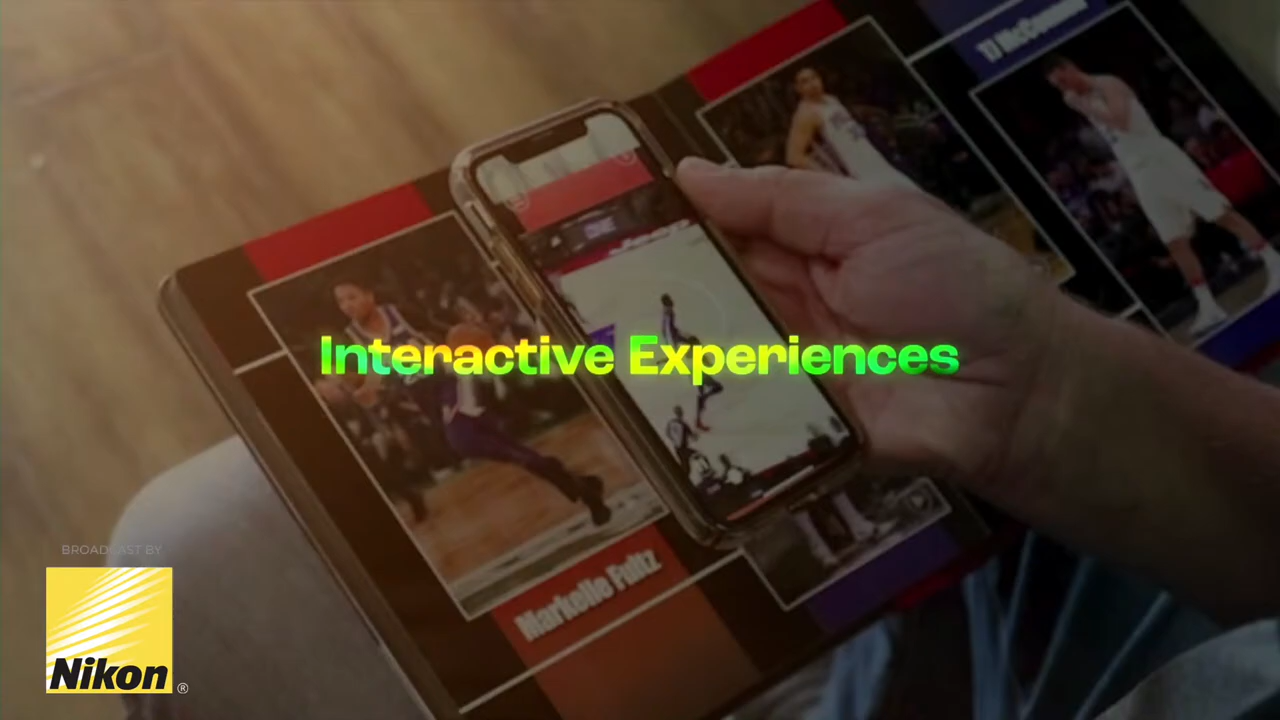 TJ McConnell
Interactive Experiences
BROADCAST BY
Markelle Fultz
Nikon
®